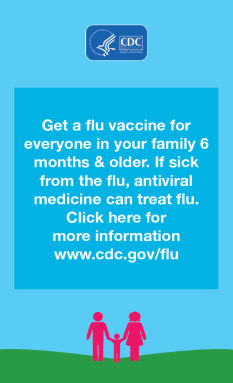 CDC
Get a flu vaccine for
everyone in your family 6
months & older. If sick
from the flu, antiviral
medicine can treat flu.
Click here for
more information
www.cdc.gov/flu